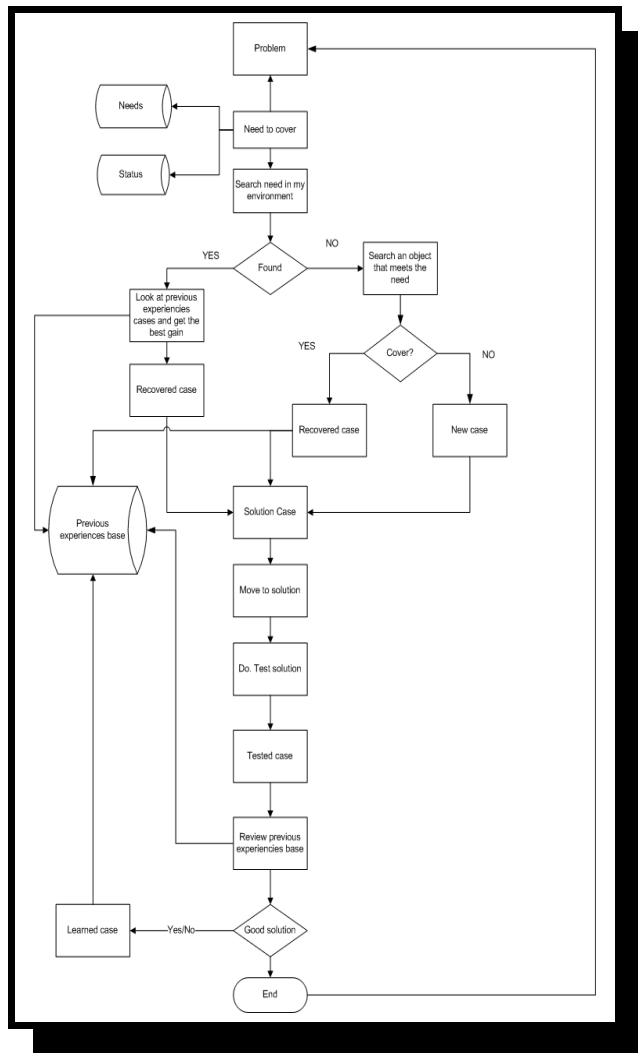 Problem
Needs
Need to cover
Status
Search need in my
environment
YES
NO
Found
Search an object
that meets the
need
Look at previous
experiencies
cases and get the
best gain
YES
Cover?
NO
Recovered case
Recovered case
New case
Previous
experiences base
Solution Case
Move to solution
Do. Test solution
Tested case
Review previous
experiencies base
Learned case
Yes/No
Good solution
End